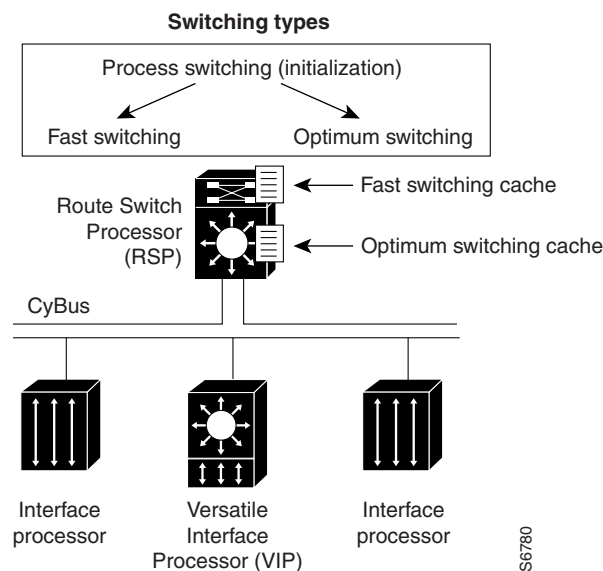 Switching types
Process switching (initialization)
Fast switching
Optimum switching
Fast switching cache
Route Switch
Processor
(RSP)
Optimum switching cache
CyBus
Interface
processor
Versatile
Interface
Processor (VIP)
Interface
processor
S6780